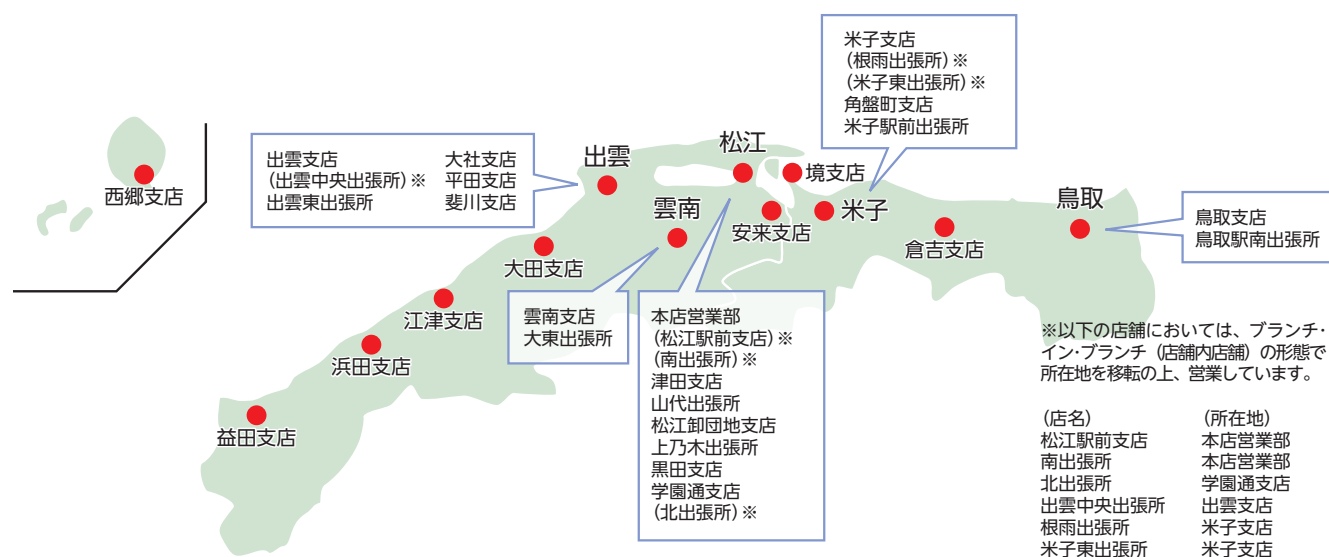 米子支店
(根雨出張所)※
(米子東出張所)※
角盤町支店
米子駅前出張所
松江
出雲
出雲支店 大社支店
(出雲中央出張所)※ 平田支店
出雲東出張所 斐川支店
西郷支店
境支店
鳥取
鳥取支店
鳥取駅南出張所
雲南
米子
安来支店
倉吉支店
大田支店
江津支店
浜田支店
益田支店
雲南支店
大東出張所
本店営業部
(松江駅前支店)※
(南出張所)※
津田支店
山代出張所
松江卸団地支店
上乃木出張所
黒田支店
学園通支店
(北出張所)※
※以下の店舗においては、ブランチ・
イン・ブランチ(店舗内店舗)の形態で
所在地を移転の上、営業しています。
(店名) (所在地)
松江駅前支店 本店営業部
南出張所 本店営業部
北出張所 学園通支店
出雲中央出張所 出雲支店
根雨出張所 米子支店
米子東出張所 米子支店